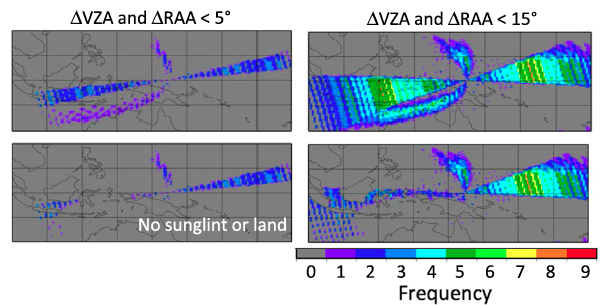 ΔVZA and ΔRAA < 5°
ΔVZA and ΔRAA < 15°
No sunglint or land
0 1 2 3 4 5 6 7 8 9
Frequency